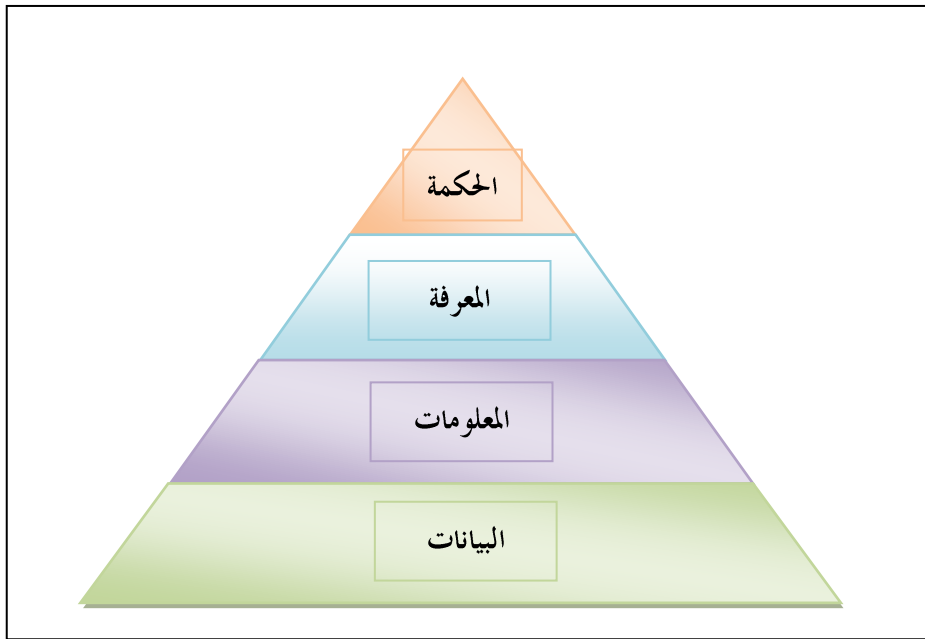 الحكمة
المعرفة
المعلومات
البيانات